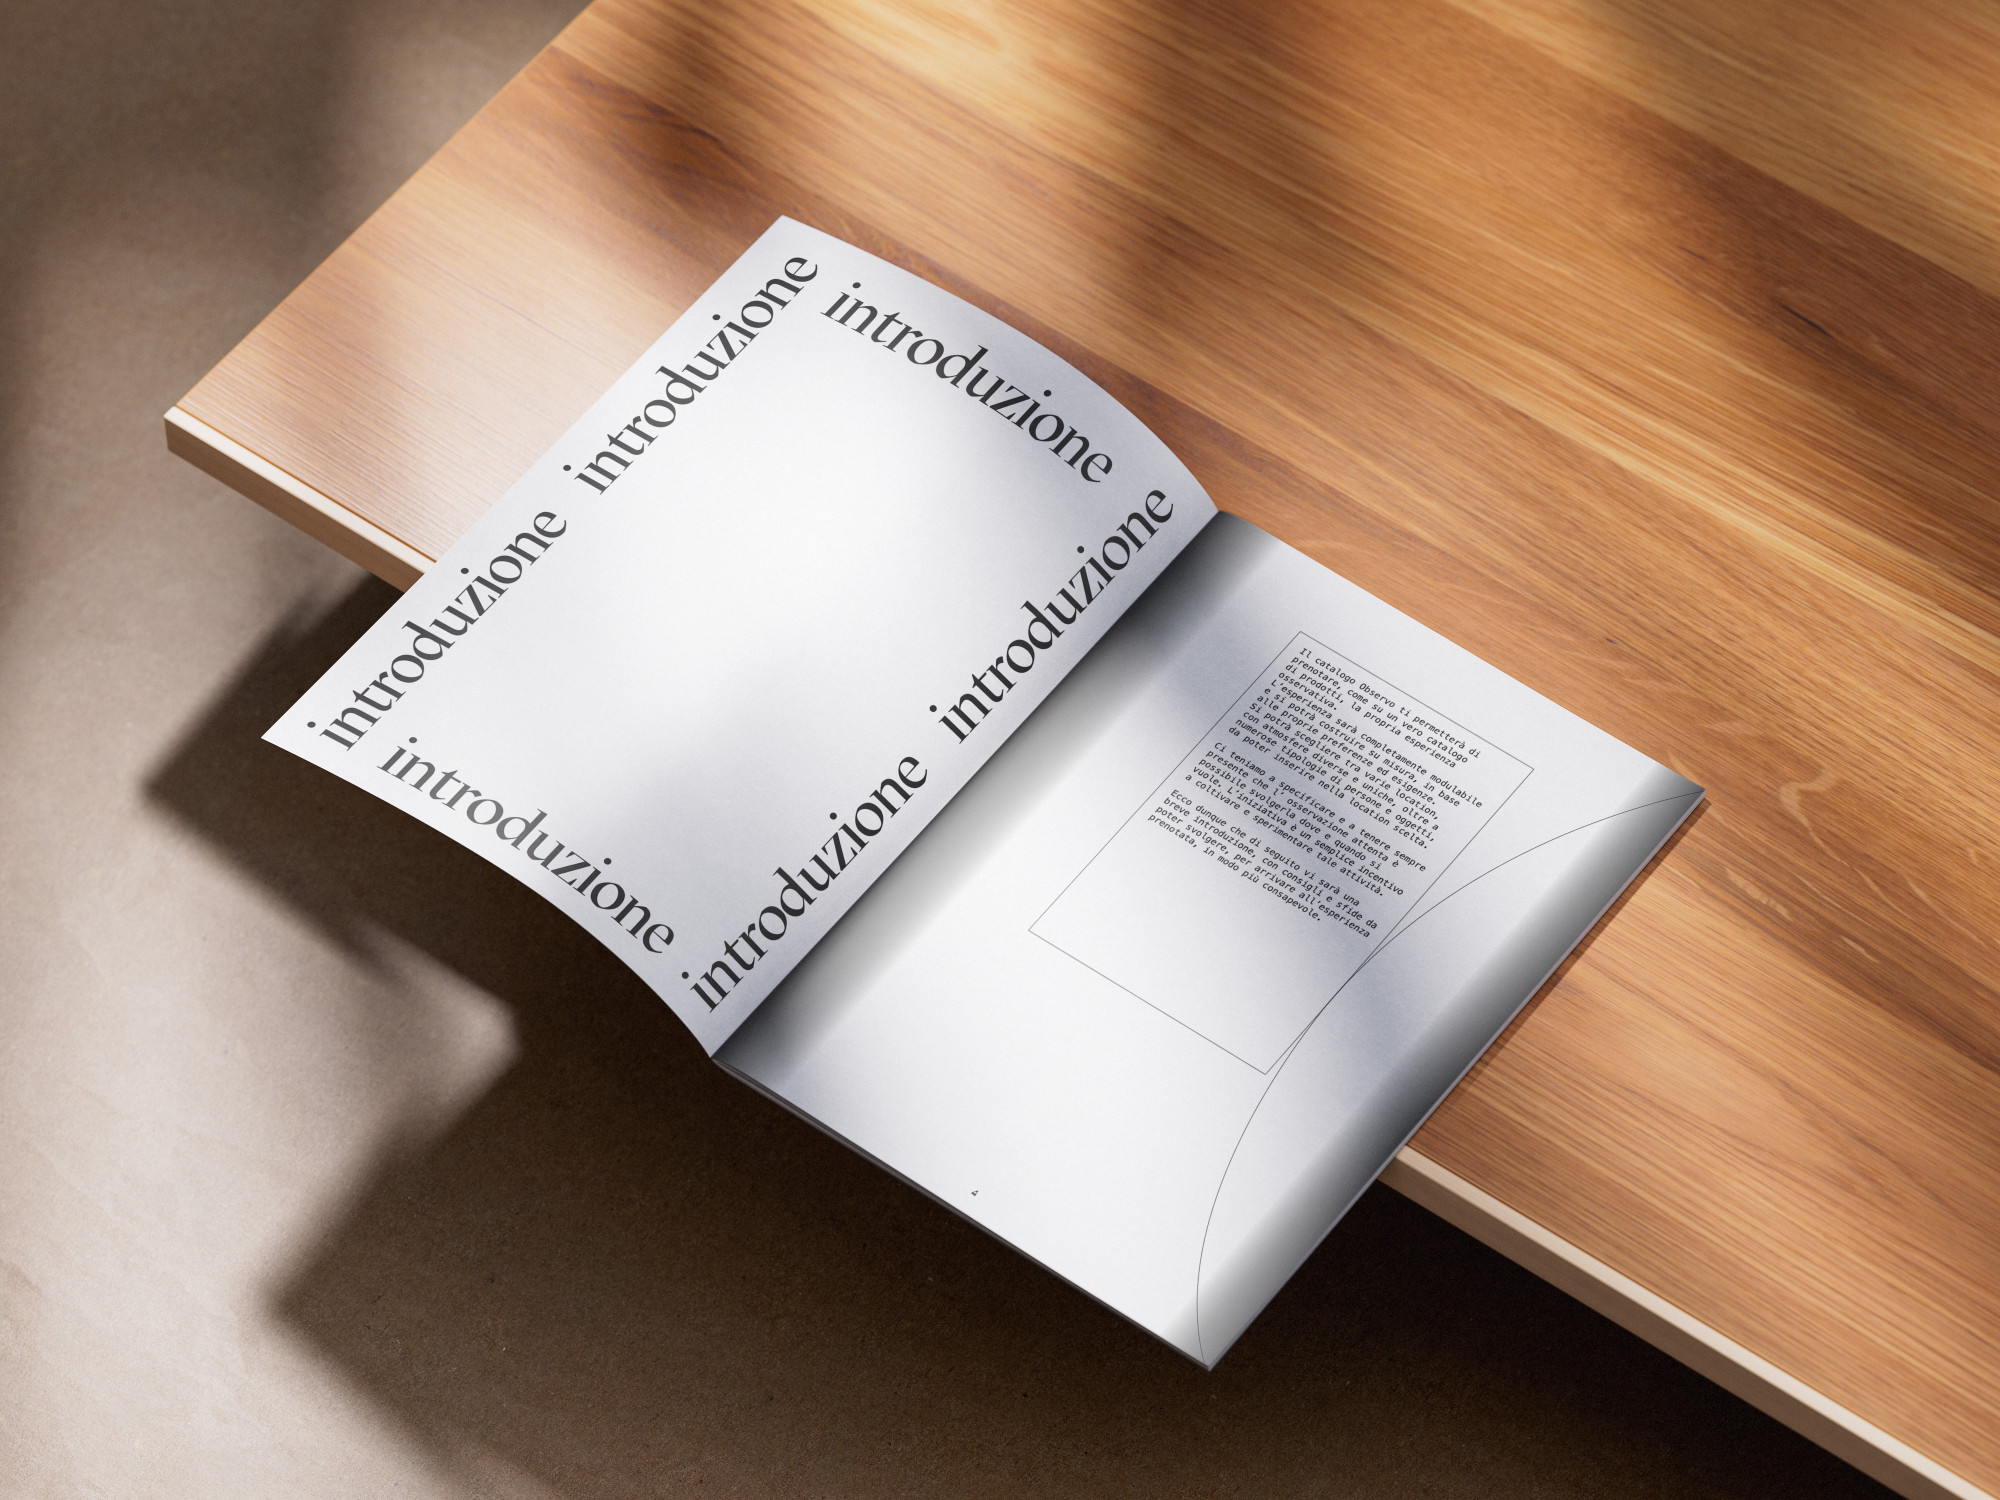 introduzione
introduzione
introduzione
introduzione
introduzione
introduzione
Il catalogo Observo ti permetterà di
prenotare, come su un vero catalogo
di prodotti, la propria esperienza
osservativa.
L'esperienza sarà completamente modulabile
e si potrà costruire su misura, in base
alle proprie preferenze ed esigenze.
Si potrà scegliere tra varie location,
con atmosfere diverse e uniche, oltre a
numerose tipologie di persone e oggetti,
da poter inserire nella location scelta.
Ci teniamo a specificare e a tenere sempre
presente che l'osservazione attenta è
possibile svolgerla dove e quando si
vuole. L'iniziativa è un semplice incentivo
a coltivare e sperimentare tale attività.
Ecco dunque che di seguito vi sarà una
breve introduzione, con consigli e sfide da
poter svolgere, per arrivare all'esperienza
prenotata, in modo più consapevole.
4